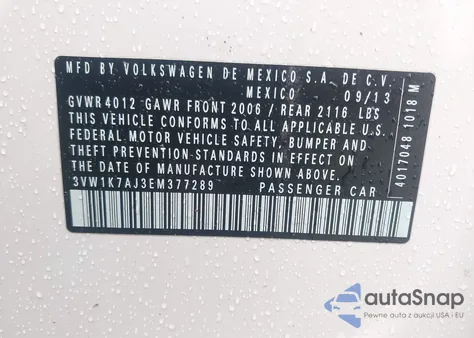 MFD BY VOLKSWAGEN DE MEXICO S.A. DE C.V.
MEXICO 09/13
GVWR 4012 GAWR FRONT 2006 / REAR 2116 LBS
THIS VEHICLE CONFORMS TO ALL APPLICABLE U.S.
FEDERAL MOTOR VEHICLE SAFETY, BUMPER AND
THEFT PREVENTION STANDARDS IN EFFECT ON
THE DATE OF MANUFACTURE SHOWN ABOVE.
3VW1K7AJ3EM377289 PASSENGER CAR
4017048 1018 M
autoSnap
Pewne auta z aukcji USA i EU